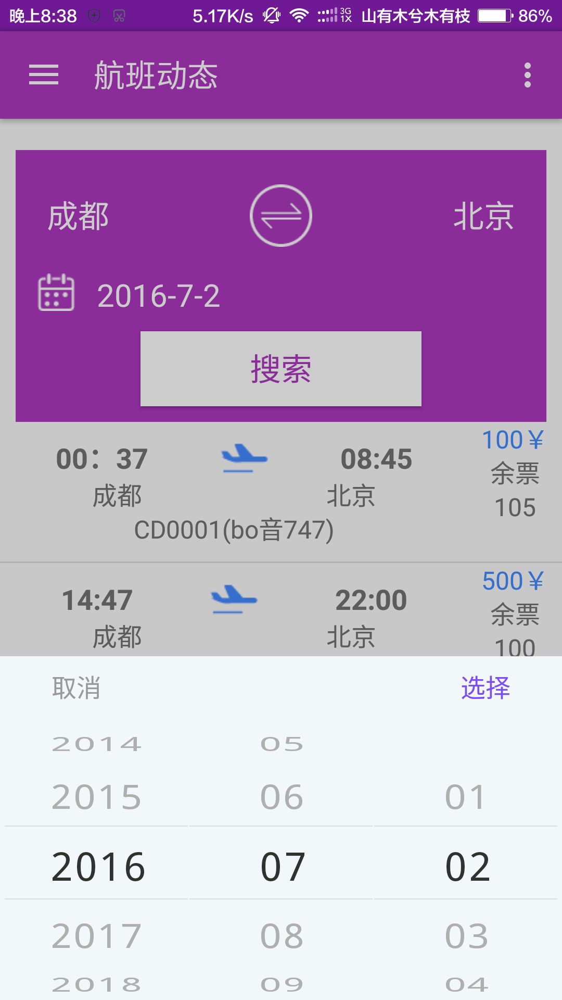 晚上8:38 5.17K/s 3G 1X 山有木兮木有枝 86%
航班动态
成都 北京
2016-7-2
搜索
00：37 08:45 100￥
成都 北京 余票
105
CD0001(bo音747)
14:47 22:00 500￥
成都 北京 余票
100
取消 选择
2014 05
2015 06 01
2016 07 02
2017 08 03
2018 09 04